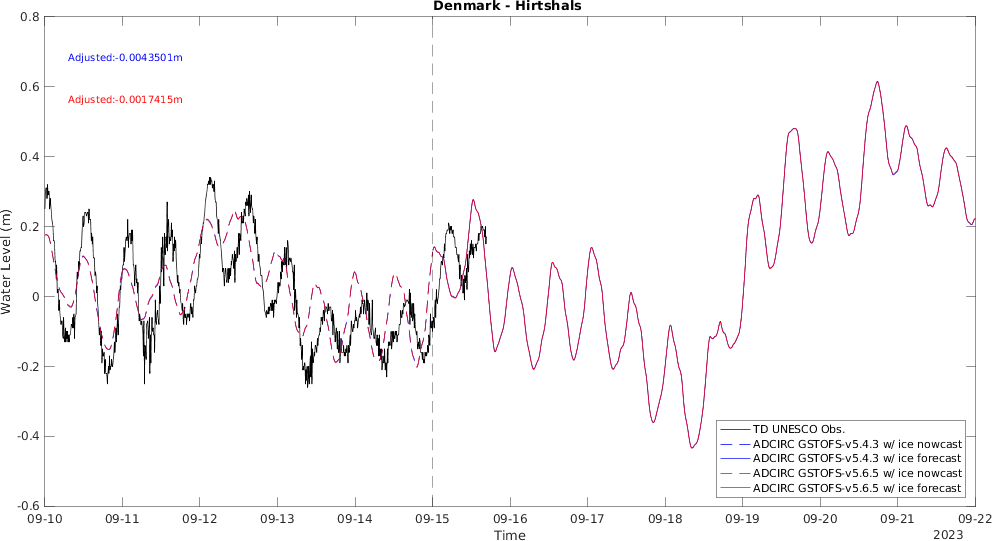 Denmark - Hirtshals
0.8
0.6
0.4
0.2
0
-0.2
-0.4
-0.6
Water Level (m)
Adjusted:-0.0043501m
Adjusted:-0.0017415m
TD UNESCO Obs.
ADCIRC GSTOFS-v5.4.3 w/ ice nowcast
ADCIRC GSTOFS-v5.4.3 w/ ice forecast
ADCIRC GSTOFS-v5.6.5 w/ ice nowcast
ADCIRC GSTOFS-v5.6.5 w/ ice forecast
09-10 09-11 09-12 09-13 09-14 09-15 09-16 09-17 09-18 09-19 09-20 09-21 09-22
Time
2023